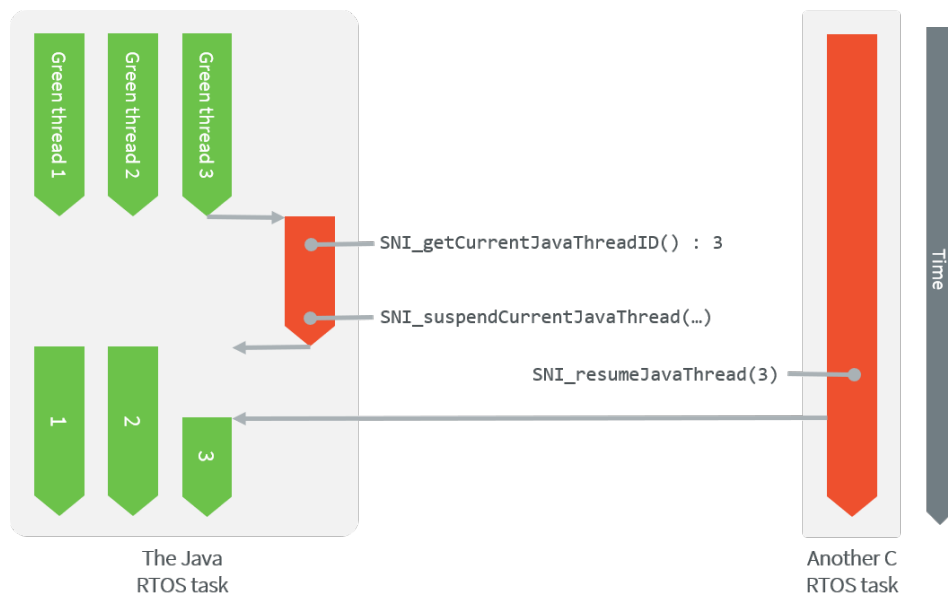 Green thread 1
Green thread 2
Green thread 3
SNI_getCurrentJavaThreadID() : 3
SNI_suspendCurrentJavaThread(…)
SNI_resumeJavaThread(3)
1
2
3
Time
The Java
RTOS task
Another C
RTOS task